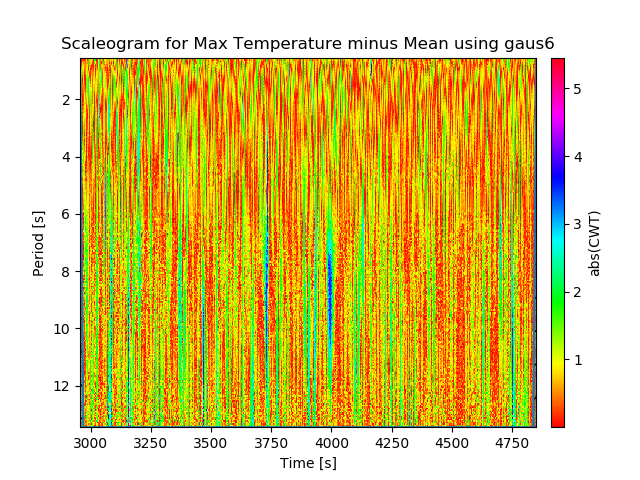 Scaleogram for Max Temperature minus Mean using gaus6
2
4
6
8
10
12
Period [s]
3000 3250 3500 3750 4000 4250 4500 4750
Time [s]
5
4
3
2
1
abs(CWT)